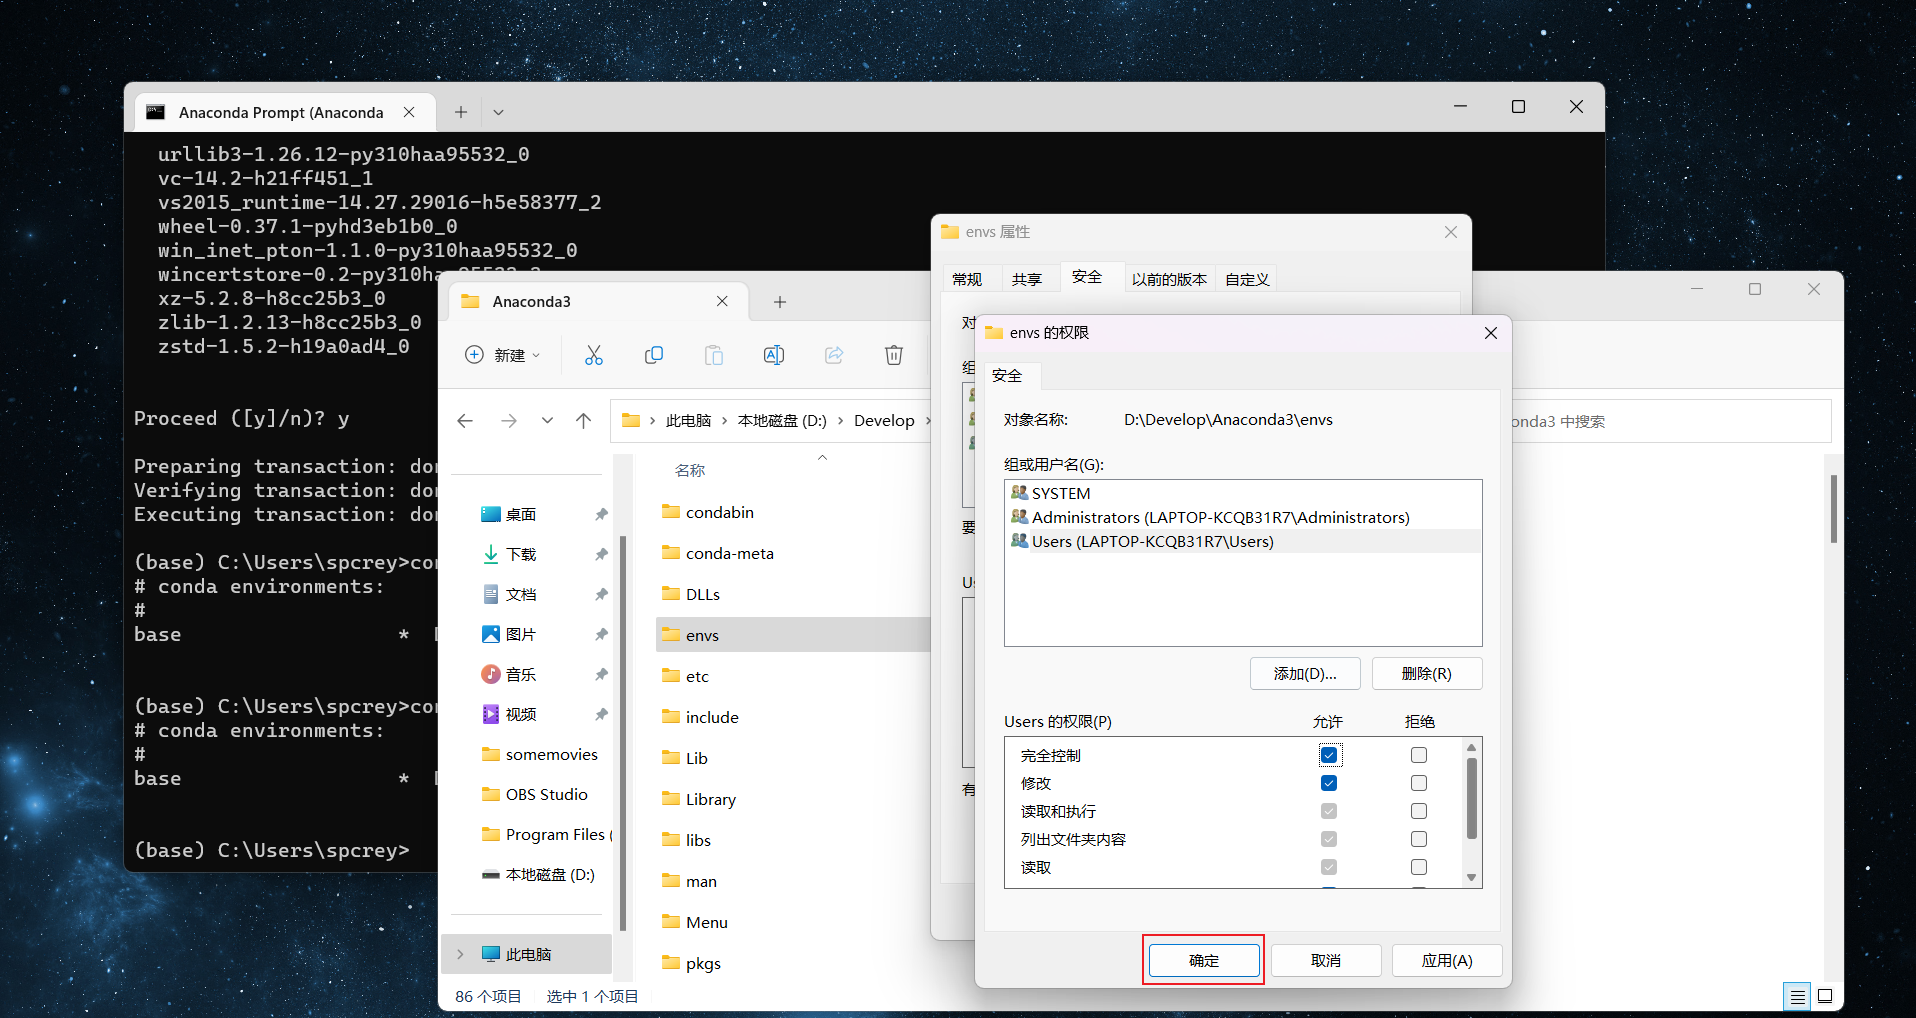 Anaconda Prompt (Anaconda
urllib3-1.26.12-py310haa95532_0
vc-14.2-h21ff451_1
vs2015_runtime-14.27.29016-h5e58377_2
wheel-0.37.1-pyhd3eb1b0_0
win_inet_pton-1.1.0-py310haa95532_0
wincertstore-0.2-py310haa95532_2
xz-5.2.8-h8cc25b3_0
zlib-1.2.13-h8cc25b3_0
zstd-1.5.2-h19a0ad4_0
Proceed ([y]/n)? y
Preparing transaction: do
Verifying transaction: do
Executing transaction: do
(base) C:\Users\spcrey>co
# conda environments:
#
base *
(base) C:\Users\spcrey>co
# conda environments:
#
base *
(base) C:\Users\spcrey>
Anaconda3
新建
此电脑 > 本地磁盘 (D:) > Develop >
onda3 中搜索
桌面
下载
文档
图片
音乐
视频
somemovies
OBS Studio
Program Files (
本地磁盘 (D:)
此电脑
名称
condabin
conda-meta
DLLs
envs
etc
include
Lib
Library
libs
man
Menu
pkgs
86 个项目 选中 1 个项目
envs 属性
常规 共享 安全 以前的版本 自定义
对
组
要
Us
有
envs 的权限
安全
对象名称: D:\Develop\Anaconda3\envs
组或用户名(G):
SYSTEM
Administrators (LAPTOP-KCQB31R7\Administrators)
Users (LAPTOP-KCQB31R7\Users)
添加(D)... 删除(R)
Users 的权限(P) 允许 拒绝
完全控制
修改
读取和执行
列出文件夹内容
读取
确定 取消 应用(A)